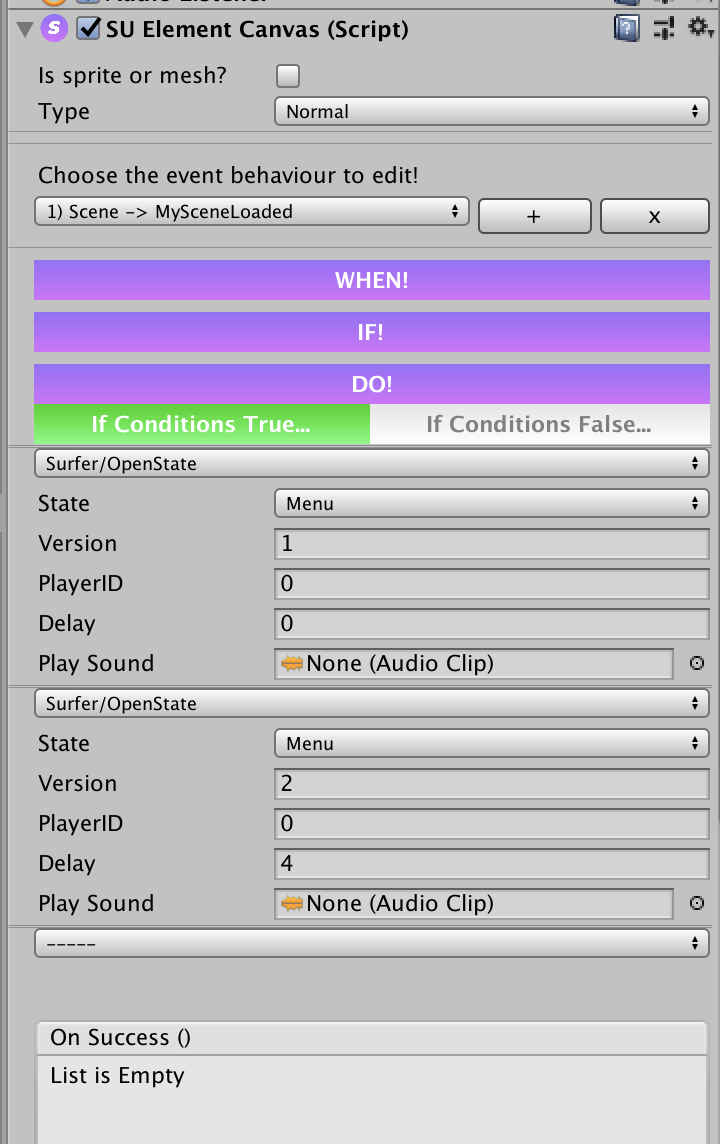 Audio Listener
S SU Element Canvas (Script)
Is sprite or mesh?
Type Normal
Choose the event behaviour to edit!
1) Scene -> MySceneLoaded + x
WHEN!
IF!
DO!
If Conditions True... If Conditions False...
Surfer/OpenState
State Menu
Version 1
PlayerID 0
Delay 0
Play Sound None (Audio Clip)
Surfer/OpenState
State Menu
Version 2
PlayerID 0
Delay 4
Play Sound None (Audio Clip)
-----
On Success ()
List is Empty